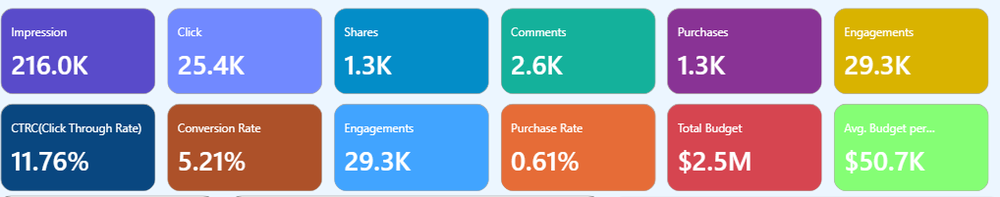 Impression
216.0K
Click
25.4K
Shares
1.3K
Comments
2.6K
Purchases
1.3K
Engagements
29.3K
CTRC(Click Through Rate)
11.76%
Conversion Rate
5.21%
Engagements
29.3K
Purchase Rate
0.61%
Total Budget
$2.5M
Avg. Budget per...
$50.7K